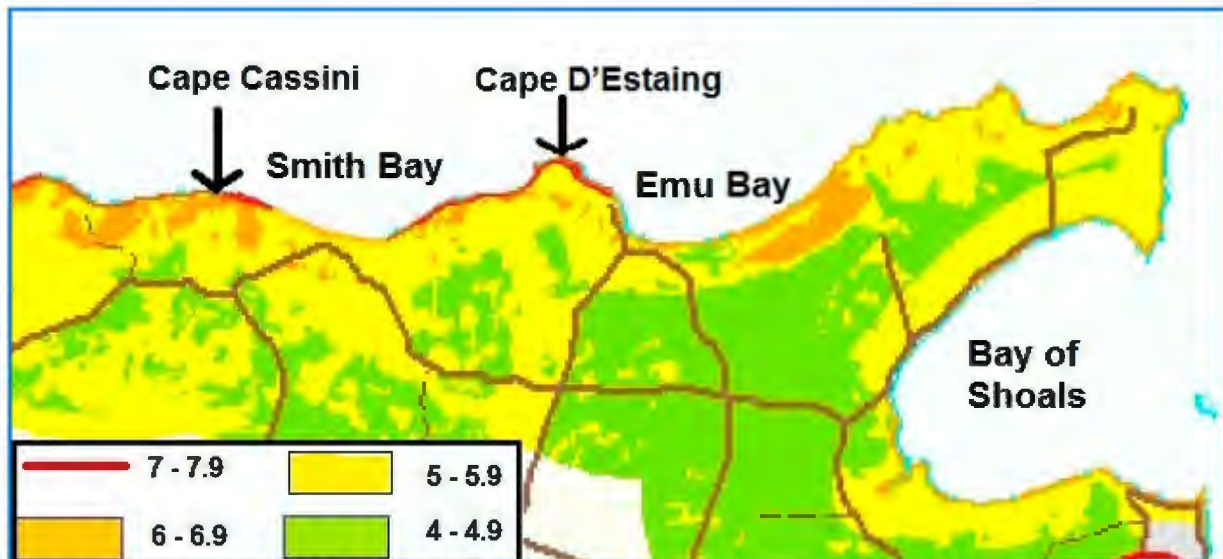 Cape Cassini
Cape D'Estaing
Smith Bay
Emu Bay
Bay of
Shoals
7 - 7.9
5 - 5.9
6 - 6.9
4 - 4.9